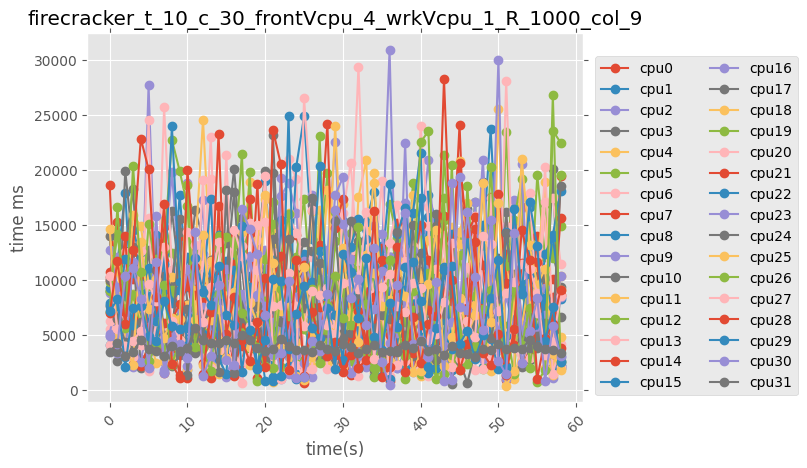 firecracker_t_10_c_30_frontVcpu_4_wrkVcpu_1_R_1000_col_9
time ms
30000
25000
20000
15000
10000
5000
0
0
10
20
30
40
50
60
time(s)
cpu0
cpu1
cpu2
cpu3
cpu4
cpu5
cpu6
cpu7
cpu8
cpu9
cpu10
cpu11
cpu12
cpu13
cpu14
cpu15
cpu16
cpu17
cpu18
cpu19
cpu20
cpu21
cpu22
cpu23
cpu24
cpu25
cpu26
cpu27
cpu28
cpu29
cpu30
cpu31